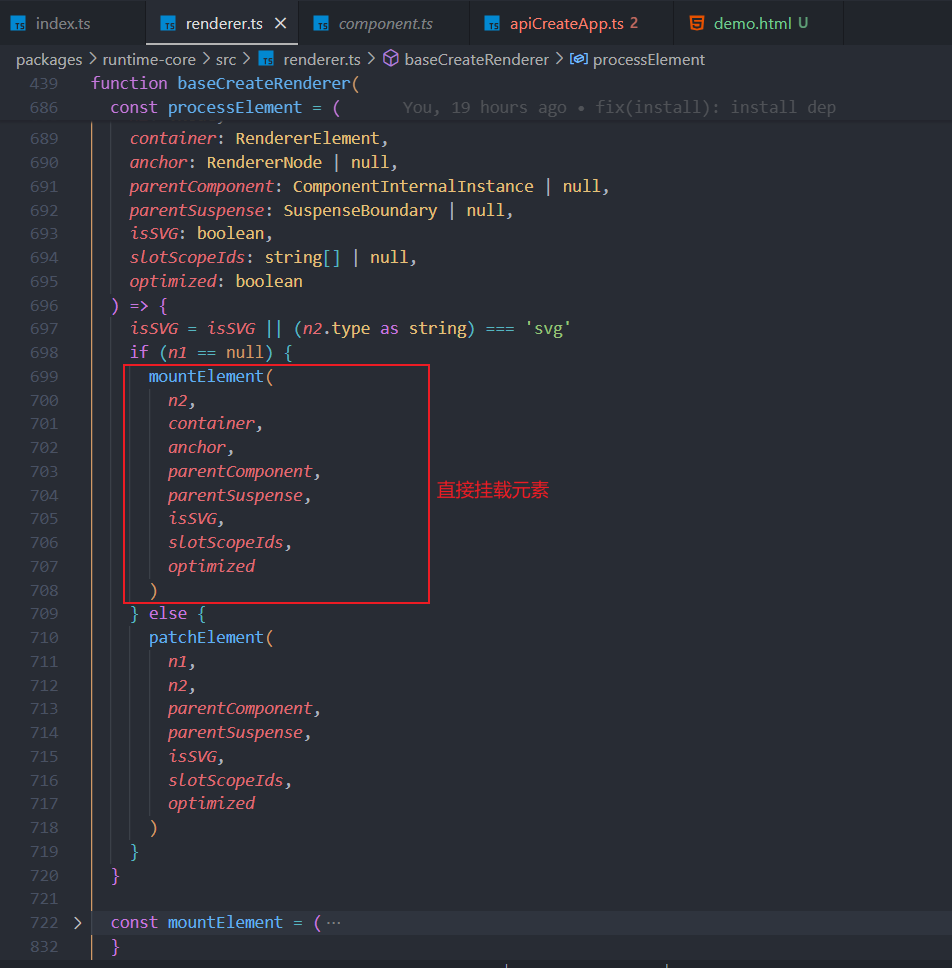 index.ts renderer.ts component.ts apiCreateApp.ts 2 demo.html U
packages > runtime-core > src > renderer.ts > baseCreateRenderer > processElement
439 function baseCreateRenderer(
686 const processElement = ( You, 19 hours ago • fix(install): install dep
689 container: RendererElement,
690 anchor: RendererNode | null,
691 parentComponent: ComponentInternalInstance | null,
692 parentSuspense: SuspenseBoundary | null,
693 isSVG: boolean,
694 slotScopeIds: string[] | null,
695 optimized: boolean
696 ) => {
697 isSVG = isSVG || (n2.type as string) === 'svg'
698 if (n1 == null) {
699 mountElement(
700 n2,
701 container,
702 anchor,
703 parentComponent,
704 parentSuspense,
直接挂载元素
705 isSVG,
706 slotScopeIds,
707 optimized
708 )
709 } else {
710 patchElement(
711 n1,
712 n2,
713 parentComponent,
714 parentSuspense,
715 isSVG,
716 slotScopeIds,
717 optimized
718 )
719 }
720 }
721
722 const mountElement = ( ···
832 }